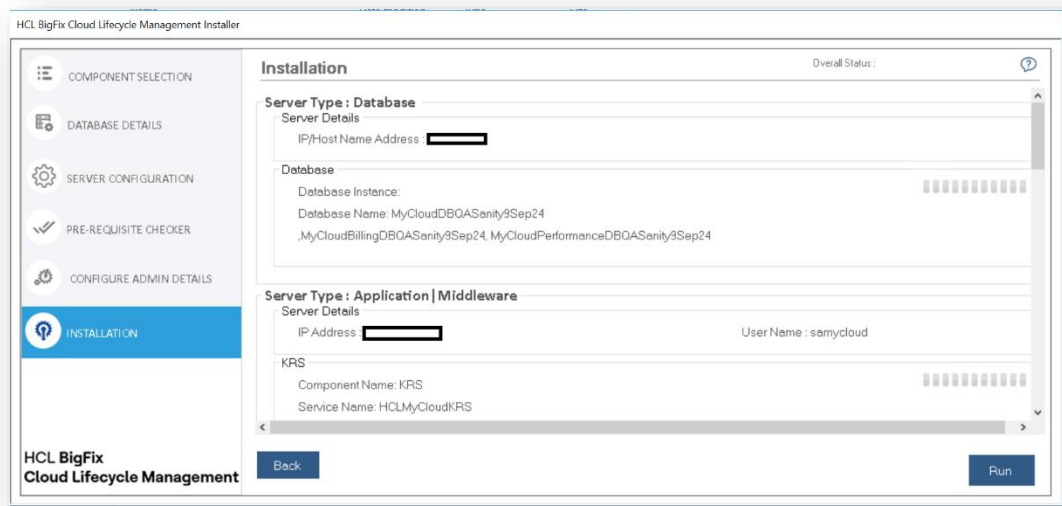 HCL BigFix Cloud Lifecycle Management Installer
COMPONENT SELECTION
DATABASE DETAILS
SERVER CONFIGURATION
PRE-REQUISITE CHECKER
CONFIGURE ADMIN DETAILS
INSTALLATION
HCL BigFix
Cloud Lifecycle Management
Installation
Overall Status :
Server Type : Database
Server Details
IP/Host Name Address :
Database
Database Instance:
Database Name: MyCloudDBQASanity9Sep24
,MyCloudBillingDBQASanity9Sep24, MyCloudPerformanceDBQASanity9Sep24
Server Type : Application | Middleware
Server Details
IP Address :
User Name : samycloud
KRS
Component Name: KRS
Service Name: HCLMyCloudKRS
Back
Run